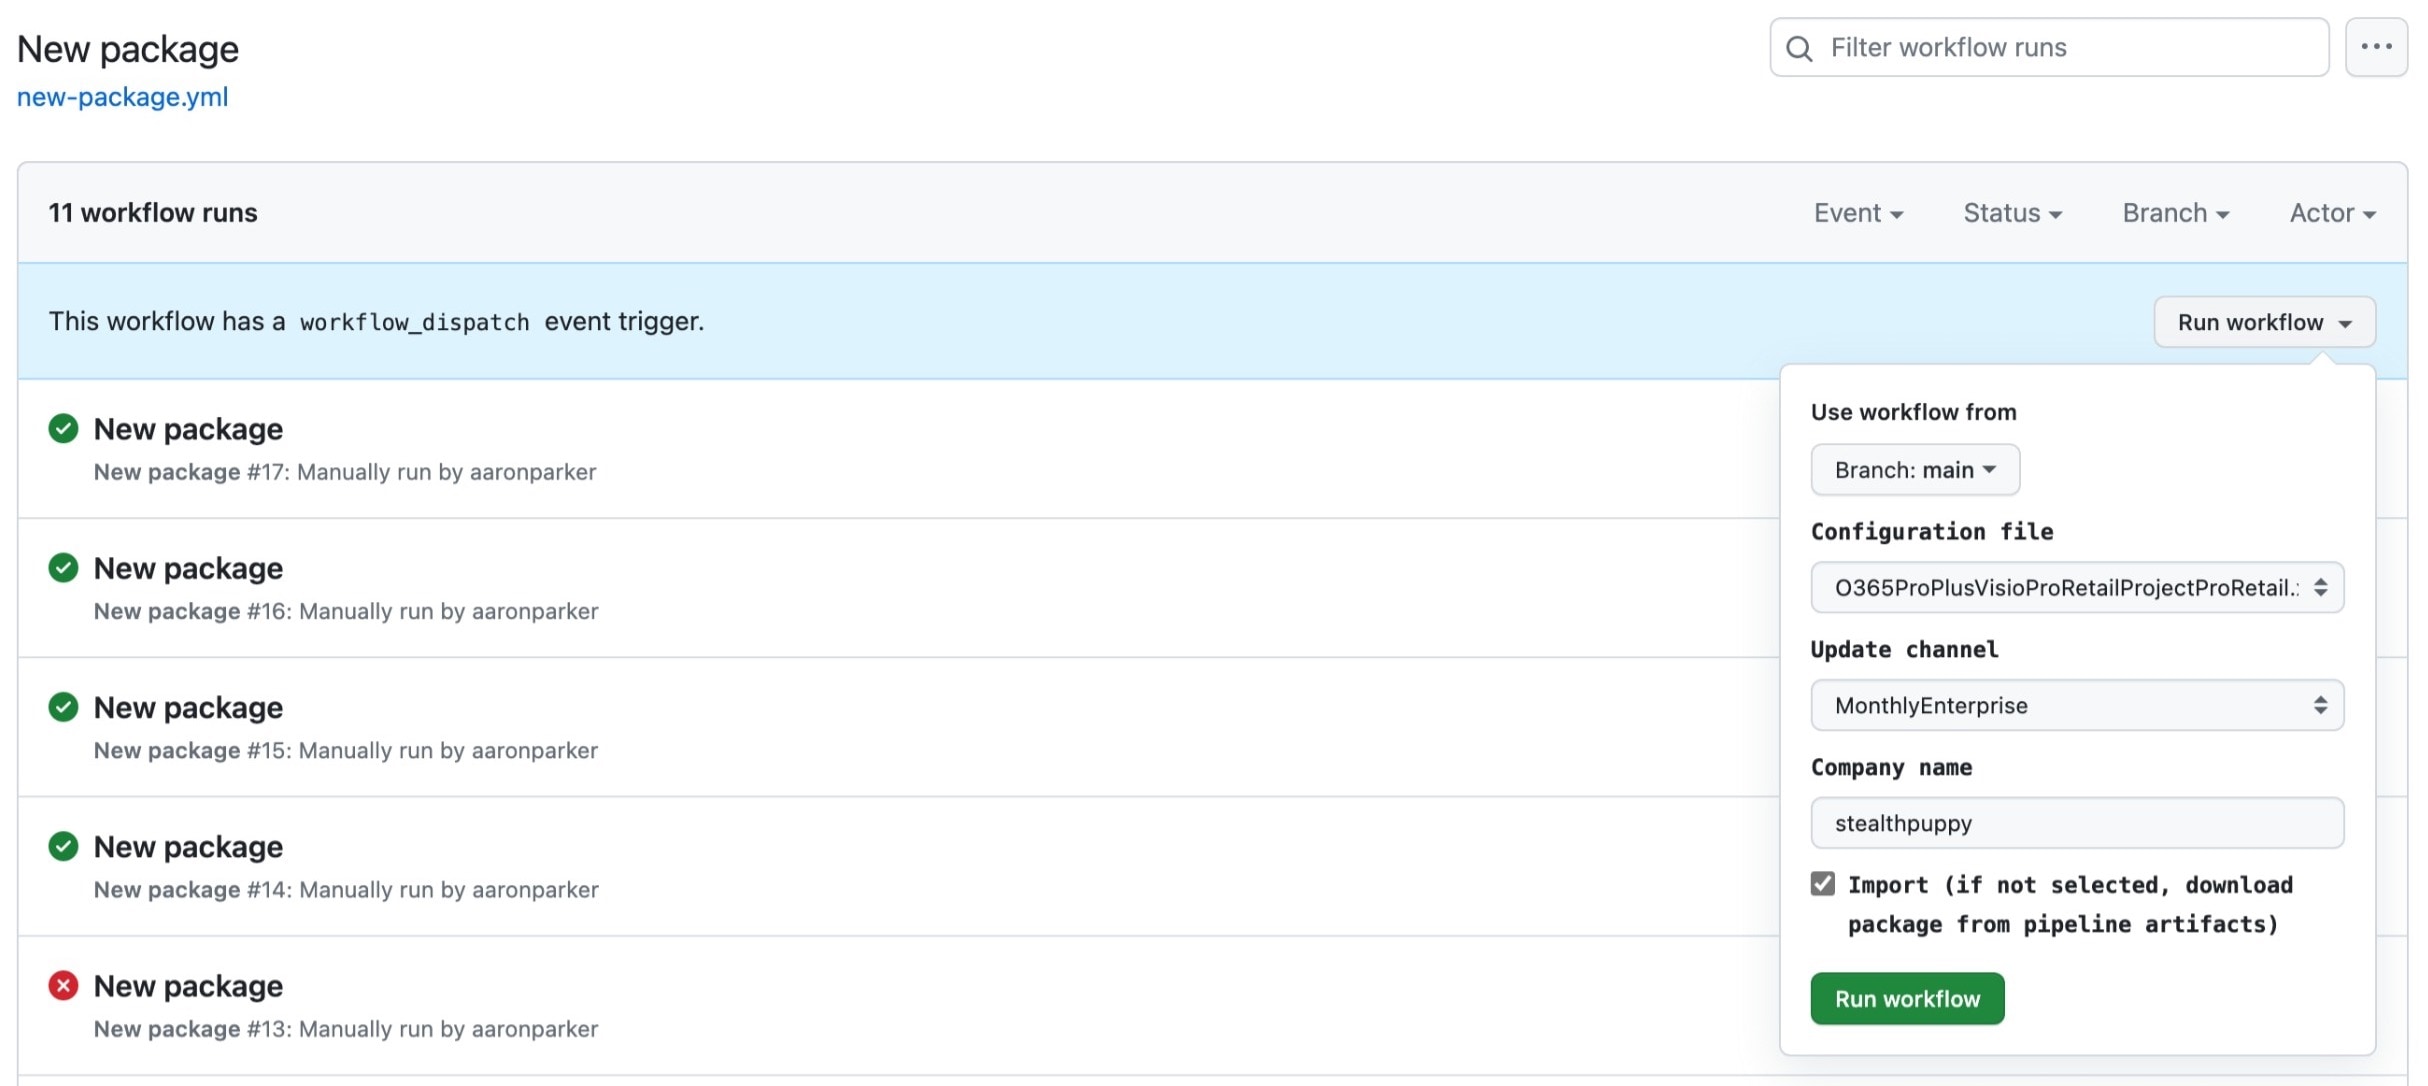 New package
Filter workflow runs
new-package.yml
11 workflow runs
Event
Status
Branch
Actor
This workflow has a workflow_dispatch event trigger.
Run workflow
New package
New package #17: Manually run by aaronparker
New package
New package #16: Manually run by aaronparker
New package
New package #15: Manually run by aaronparker
New package
New package #14: Manually run by aaronparker
New package
New package #13: Manually run by aaronparker
Use workflow from
Branch: main
Configuration file
O365ProPlusVisioProRetailProjectProRetail.
Update channel
MonthlyEnterprise
Company name
stealthpuppy
Import (if not selected, download
package from pipeline artifacts)
Run workflow